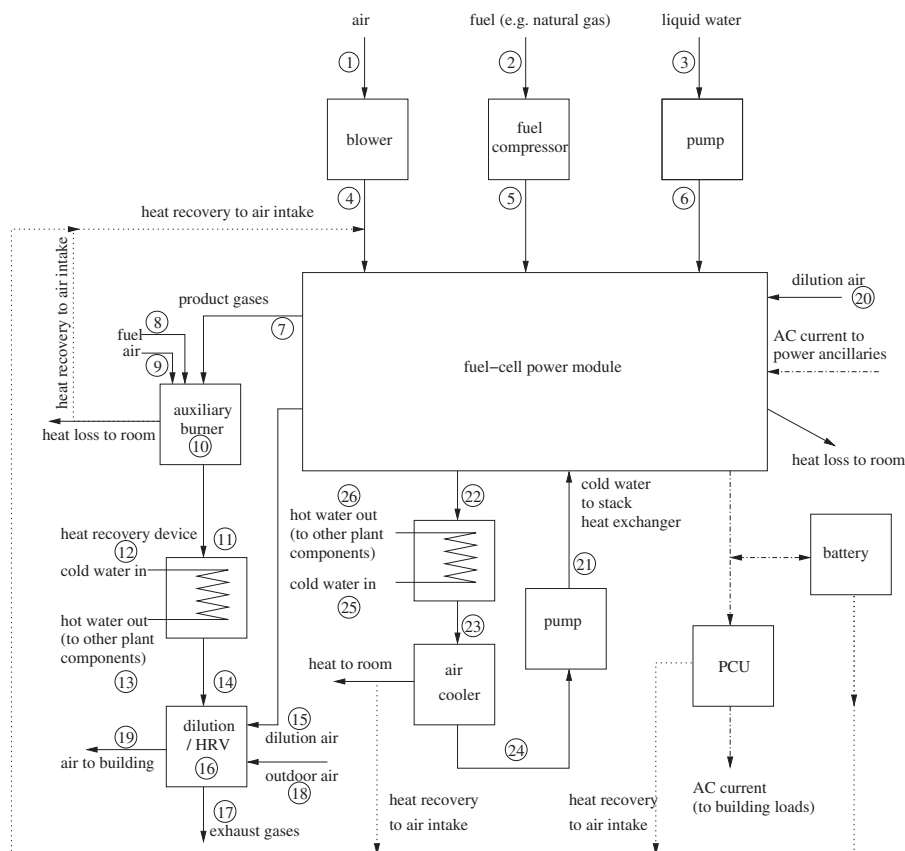 air
fuel (e.g. natural gas)
liquid water
1
2
3
blower
fuel
compressor
pump
4
5
6
heat recovery to air intake
heat recovery to air intake
product gases
7
dilution air
20
fuel
8
air
9
AC current to
power ancillaries
fuel−cell power module
auxiliary
burner
10
heat loss to room
heat loss to room
cold water
to stack
heat exchanger
22
26
hot water out
(to other plant
components)
heat recovery device
11
12
cold water in
cold water in
25
21
battery
hot water out
(to other plant
components)
13
14
23
pump
PCU
heat to room
air
cooler
15
dilution air
dilution
/ HRV
16
19
air to building
18
outdoor air
24
17
exhaust gases
heat recovery
to air intake
heat recovery
to air intake
AC current
(to building loads)